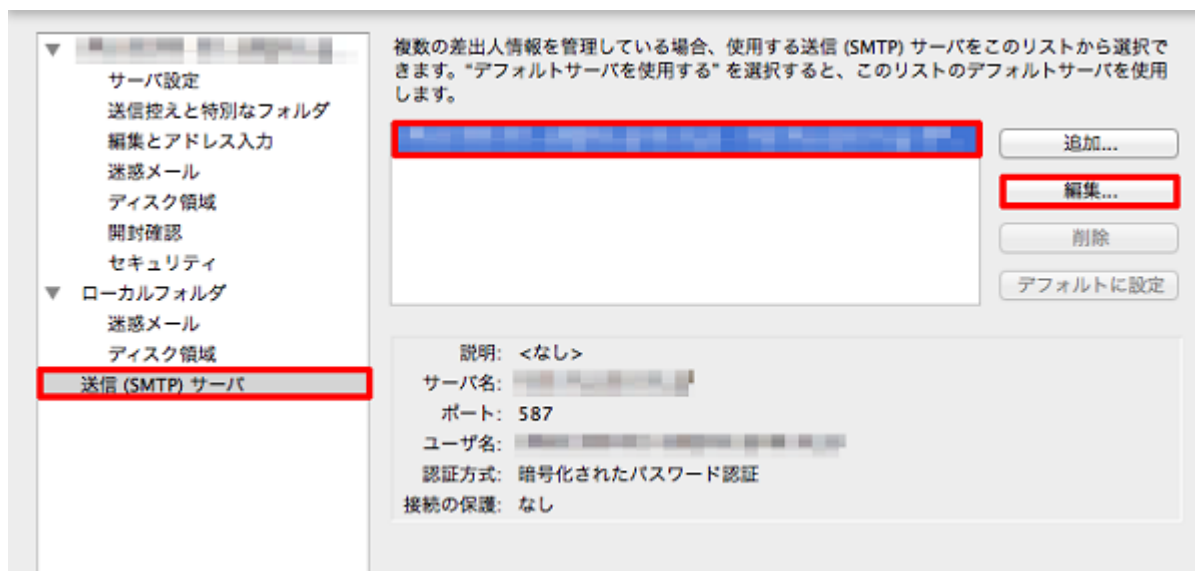 サーバ設定
送信控えと特別なフォルダ
編集とアドレス入力
迷惑メール
ディスク領域
開封確認
セキュリティ
ローカルフォルダ
迷惑メール
ディスク領域
送信 (SMTP) サーバ
複数の差出人情報を管理している場合、使用する送信 (SMTP) サーバをこのリストから選択で
きます。“デフォルトサーバを使用する” を選択すると、このリストのデフォルトサーバを使用
します。
追加...
編集...
削除
デフォルトに設定
説明: <なし>
サーバ名:
ポート: 587
ユーザ名:
認証方式: 暗号化されたパスワード認証
接続の保護: なし